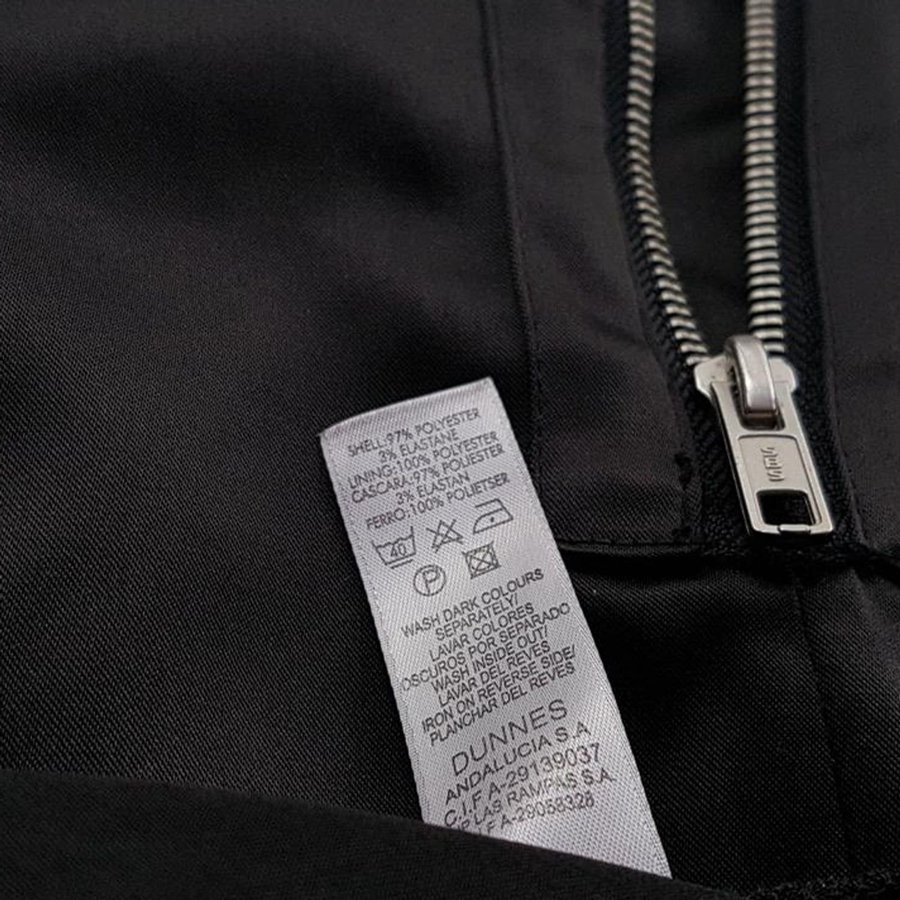 SHELL:97% POLYESTER
3% ELASTANE
LINING:100% POLYESTER
CASCARA:97% POLIESTER
3% ELASTAN
FERRO:100% POLIETSER
40
P
WASH DARK COLOURS
SEPARATELY/
LAVAR COLORES
OSCUROS POR SEPARADO
WASH INSIDE OUT/
LAVAR DEL REVES
IRON ON REVERSE SIDE/
PLANCHAR DEL REVES
DUNNES
ANDALUCIA S.A
C.I.F A-29139037
LAS RAMPAS S.A.
F A-29058328